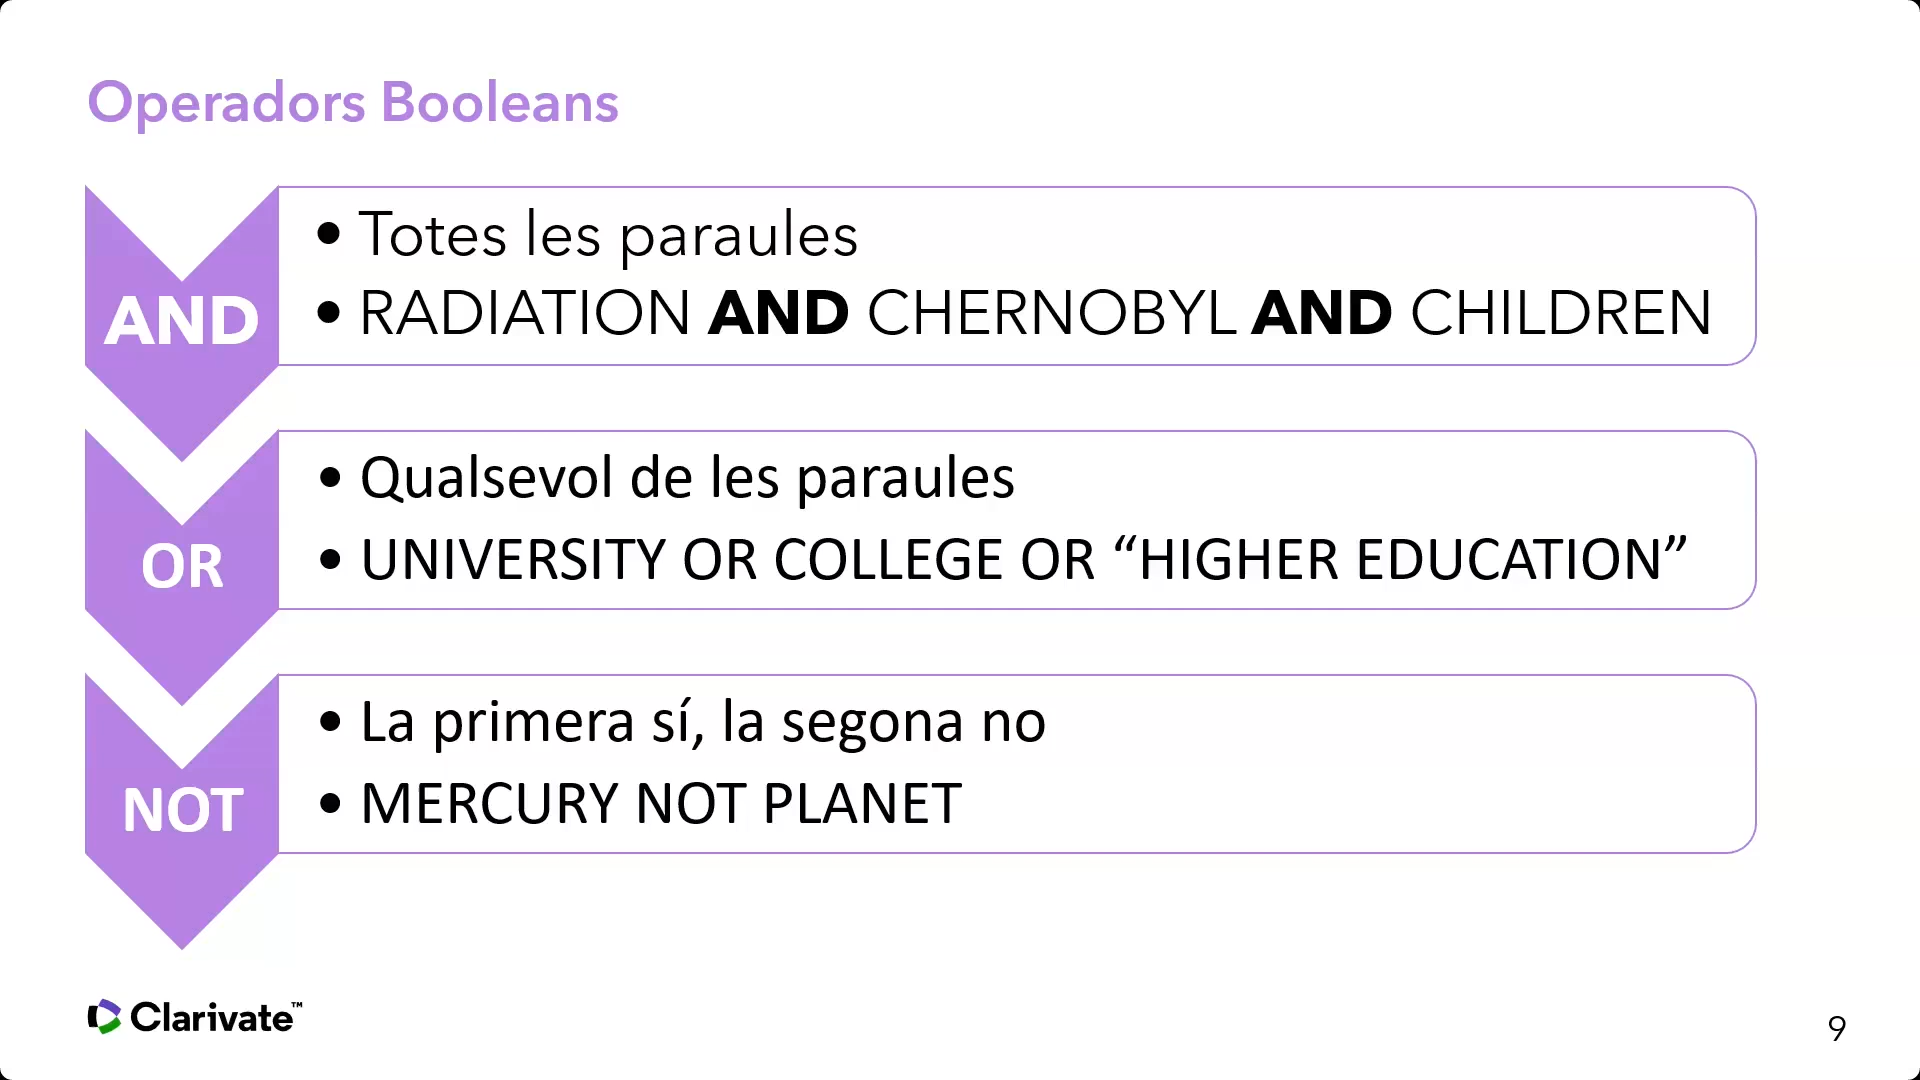 Operadors Booleans
AND
• Totes les paraules
• RADIATION AND CHERNOBYL AND CHILDREN
OR
• Qualsevol de les paraules
• UNIVERSITY OR COLLEGE OR “HIGHER EDUCATION”
NOT
• La primera sí, la segona no
• MERCURY NOT PLANET
Clarivate™
9